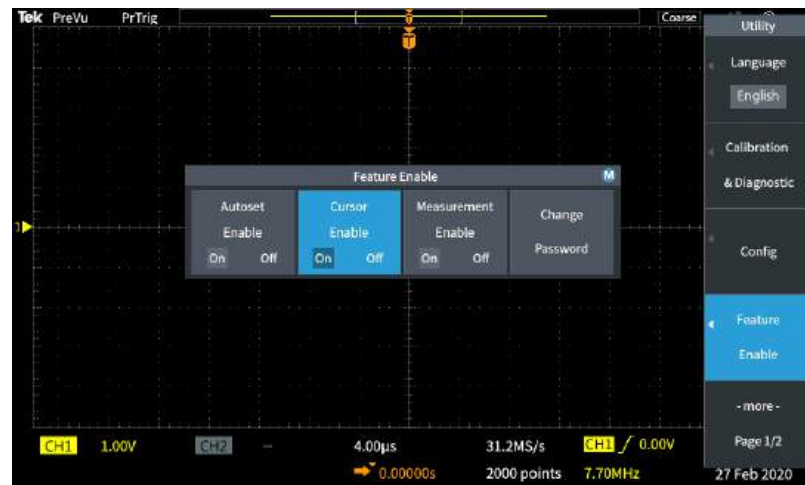 Tek PreVu PrTrig Coarse
T
Utility
Language
English
Calibration
& Diagnostic
Config
Feature
Enable
- more -
Page 1/2
Feature Enable M
Autoset
Enable
On Off
Cursor
Enable
On Off
Measurement
Enable
On Off
Change
Password
1
CH1 1.00V CH2 — 4.00µs 31.2MS/s CH1 / 0.00V
0.00000s 2000 points 7.70MHz 27 Feb 2020